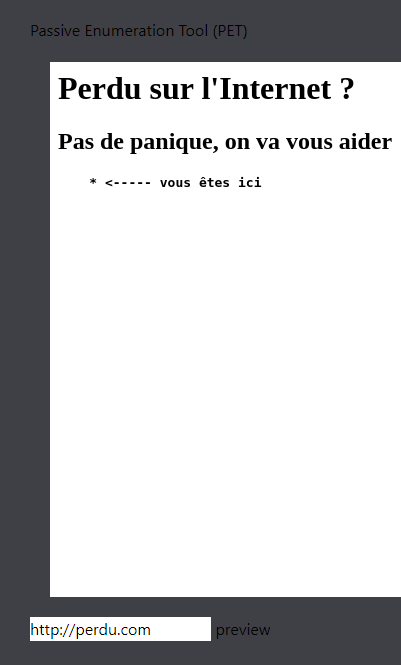 Passive Enumeration Tool (PET)
Perdu sur l'Internet ?
Pas de panique, on va vous aider
* <----- vous êtes ici
http://perdu.com preview